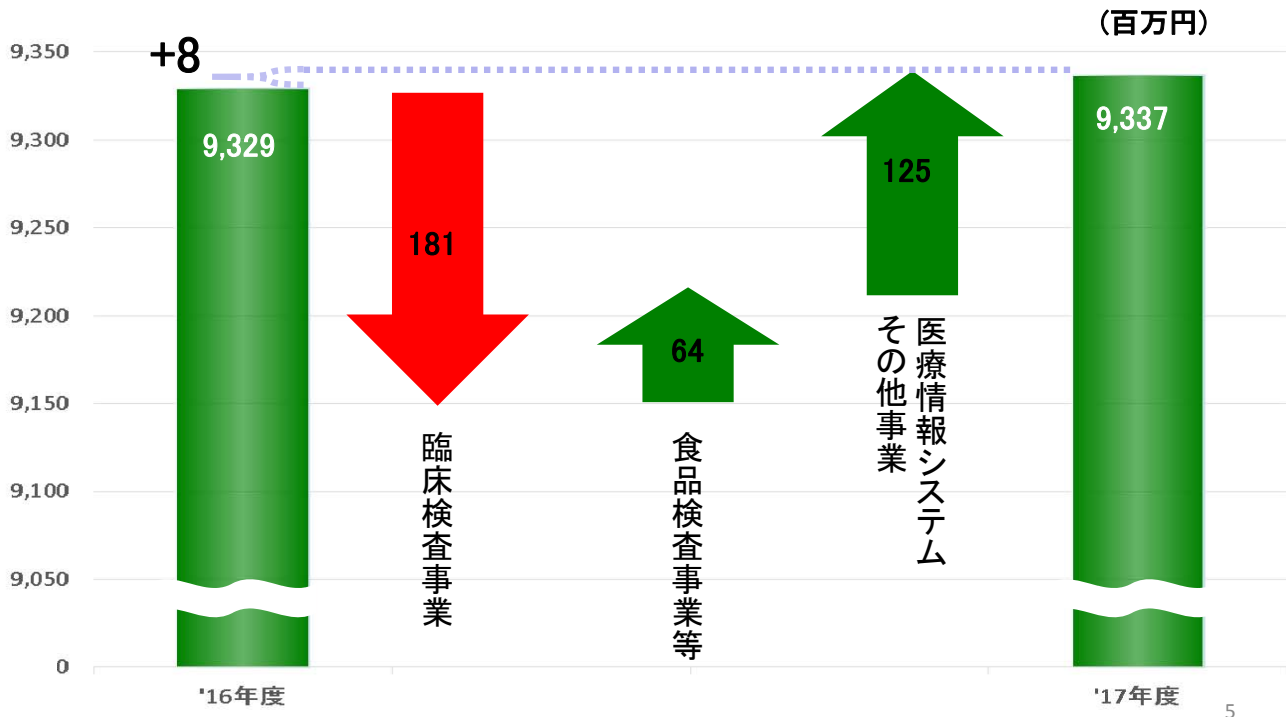 (百万円)
9,350
9,300
9,250
9,200
9,150
9,100
9,050
0
+8
9,329
181
臨床検査事業
64
食品検査事業等
125
医療情報システム
その他事業
9,337
'16年度
'17年度
5